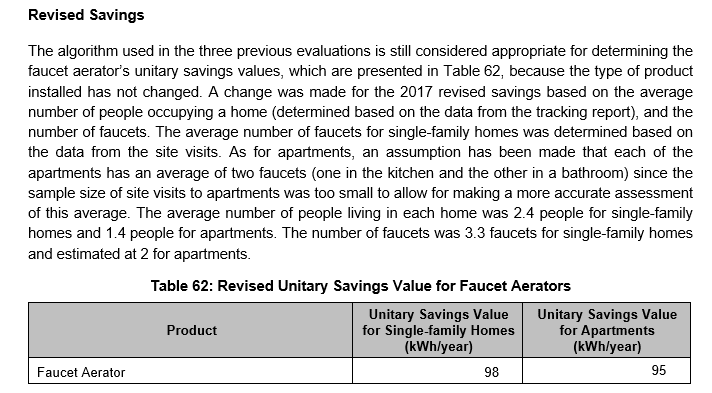 Revised Savings
The algorithm used in the three previous evaluations is still considered appropriate for determining the
faucet aerator's unitary savings values, which are presented in Table 62, because the type of product
installed has not changed. A change was made for the 2017 revised savings based on the average
number of people occupying a home (determined based on the data from the tracking report), and the
number of faucets. The average number of faucets for single-family homes was determined based on
the data from the site visits. As for apartments, an assumption has been made that each of the
apartments has an average of two faucets (one in the kitchen and the other in a bathroom) since the
sample size of site visits to apartments was too small to allow for making a more accurate assessment
of this average. The average number of people living in each home was 2.4 people for single-family
homes and 1.4 people for apartments. The number of faucets was 3.3 faucets for single-family homes
and estimated at 2 for apartments.
Table 62: Revised Unitary Savings Value for Faucet Aerators
Product
Unitary Savings Value
for Single-family Homes
(kWh/year)
Unitary Savings Value
for Apartments
(kWh/year)
Faucet Aerator
98
95